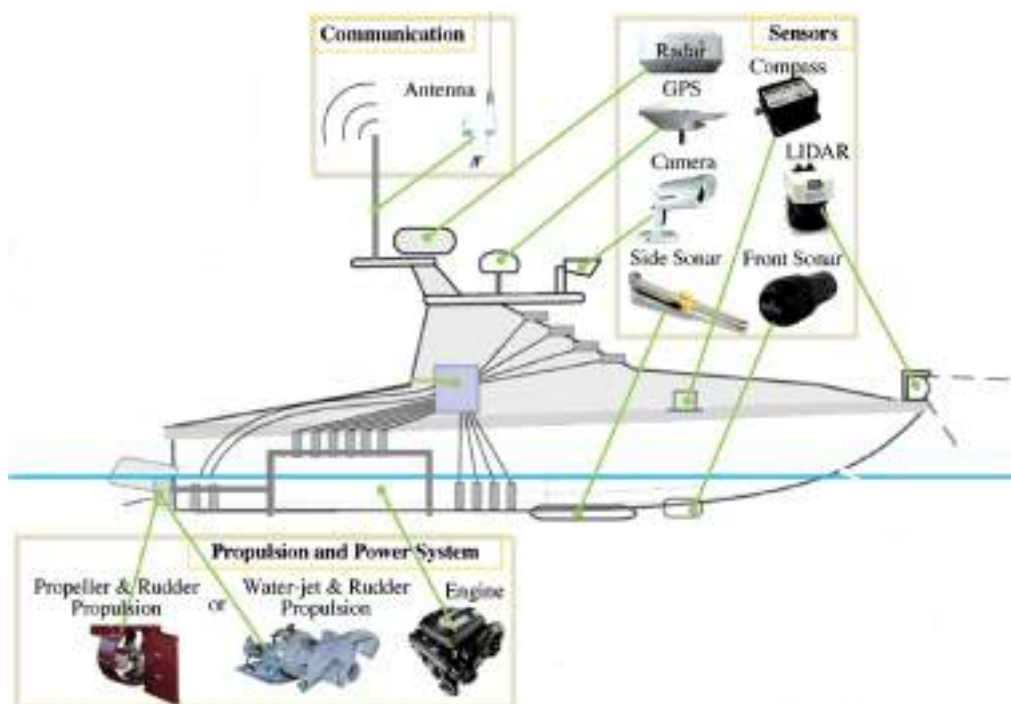 Communication
Antenna
Sensors
Radar
Compass
GPS
LIDAR
Camera
Side Sonar
Front Sonar
Propulsion and Power System
Propeller & Rudder
Propulsion
or
Water-jet & Rudder
Propulsion
Engine